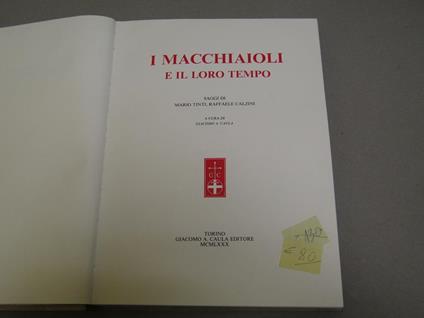 I MACCHIAIOLI
E IL LORO TEMPO
SAGGI DI
MARIO TINTI, RAFFAELE CALZINI
A CURA DI
GIACOMO A. CAULA
G C
TORINO
GIACOMO A. CAULA EDITORE
MCMLXXX
€ 80